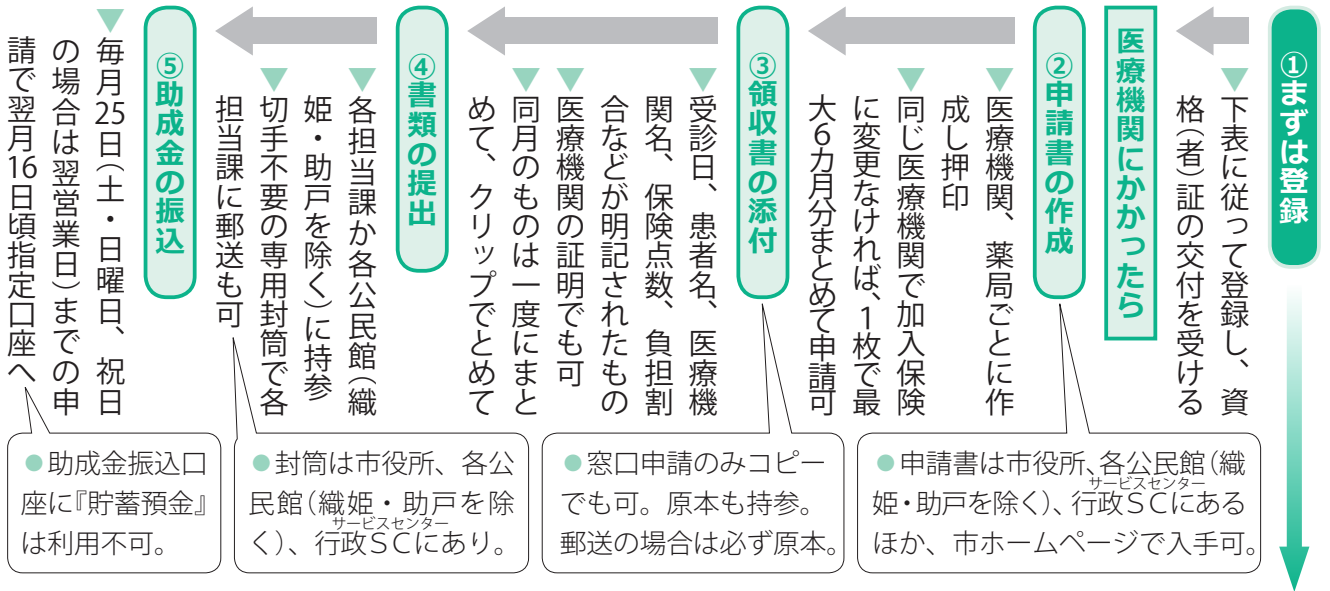 ①まずは登録
▼下表に従って登録し、資
格(者)証の交付を受ける
医療機関にかかったら
②申請書の作成
▼医療機関、薬局ごとに作
成し押印
▼同じ医療機関で加入保険
に変更なければ、1枚で最
大6カ月分まとめて申請可
●申請書は市役所、各公民館(織
姫・助戸を除く)、行政SCにある
サービスセンター
ほか、市ホームページで入手可。
③領収書の添付
▼受診日、患者名、医療機
関名、保険点数、負担割
合などが明記されたもの
▼医療機関の証明でも可
▼同月のものは一度にまと
めて、クリップでとめて
●窓口申請のみコピー
でも可。原本も持参。
郵送の場合は必ず原本。
④書類の提出
▼各担当課か各公民館(織
姫・助戸を除く)に持参
▼切手不要の専用封筒で各
担当課に郵送も可
●封筒は市役所、各公
民館(織姫・助戸を除
く)、行政SCにあり。
サービスセンター
⑤助成金の振込
▼毎月25日(土・日曜日、祝日
の場合は翌営業日)までの申
請で翌月16日頃指定口座へ
●助成金振込口
座に『貯蓄預金』
は利用不可。